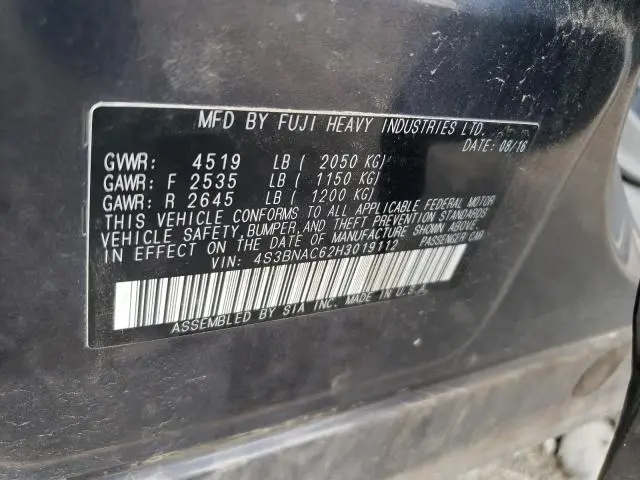 MFD BY FUJI HEAVY INDUSTRIES LTD.
DATE: 08/16
GVWR: 4519 LB ( 2050 KG)
GAWR: F 2535 LB ( 1150 KG)
GAWR: R 2645 LB ( 1200 KG)
THIS VEHICLE CONFORMS TO ALL APPLICABLE FEDERAL MOTOR
VEHICLE SAFETY, BUMPER, AND THEFT PREVENTION STANDARDS
IN EFFECT ON THE DATE OF MANUFACTURE SHOWN ABOVE.
VIN: 4S3BNAC62H3019112 PASSENGER CAR
ASSEMBLED BY SIA INC. MADE IN U.S.A.